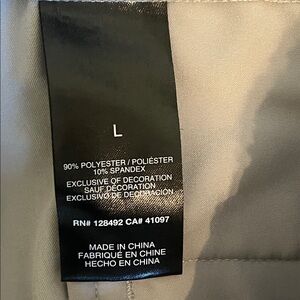 L
90% POLYESTER / POLIÉSTER
10% SPANDEX
EXCLUSIVE OF DECORATION
SAUF DÉCORATION
EXCLUSIVO DE DECORACIÓN
RN# 128492 CA# 41097
MADE IN CHINA
FABRIQUÉ EN CHINE
HECHO EN CHINA